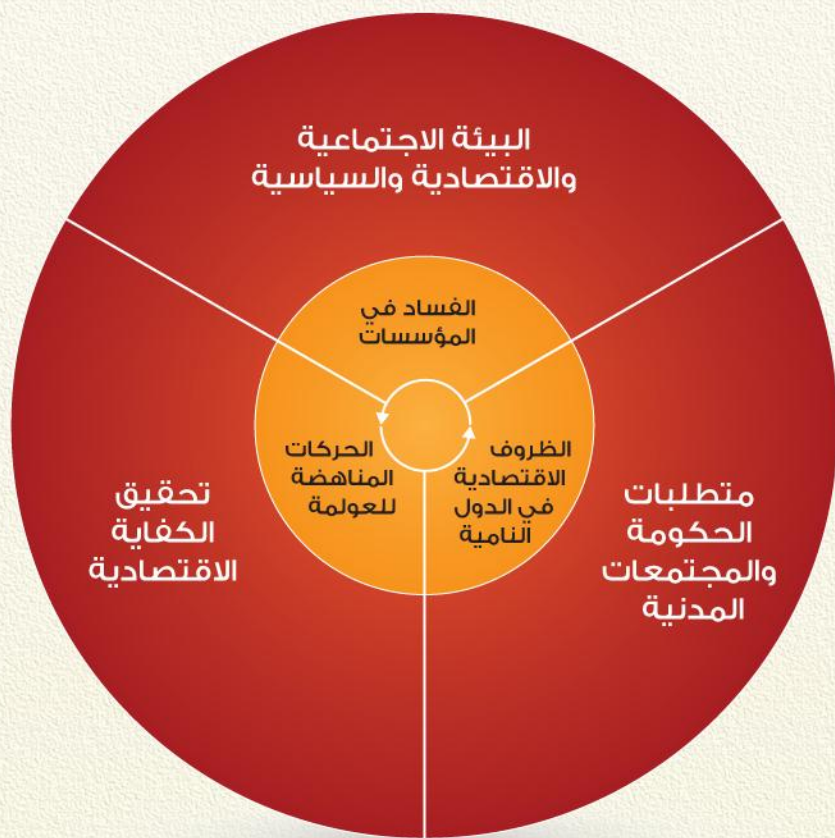 البيئة الاجتماعية
والاقتصادية والسياسية
الفساد في
المؤسسات
الظروف
الاقتصادية
في الدول
النامية
الحركات
المناهضة
للعولمة
متطلبات
الحكومة
والمجتمعات
المدنية
تحقيق
الكفاية
الاقتصادية